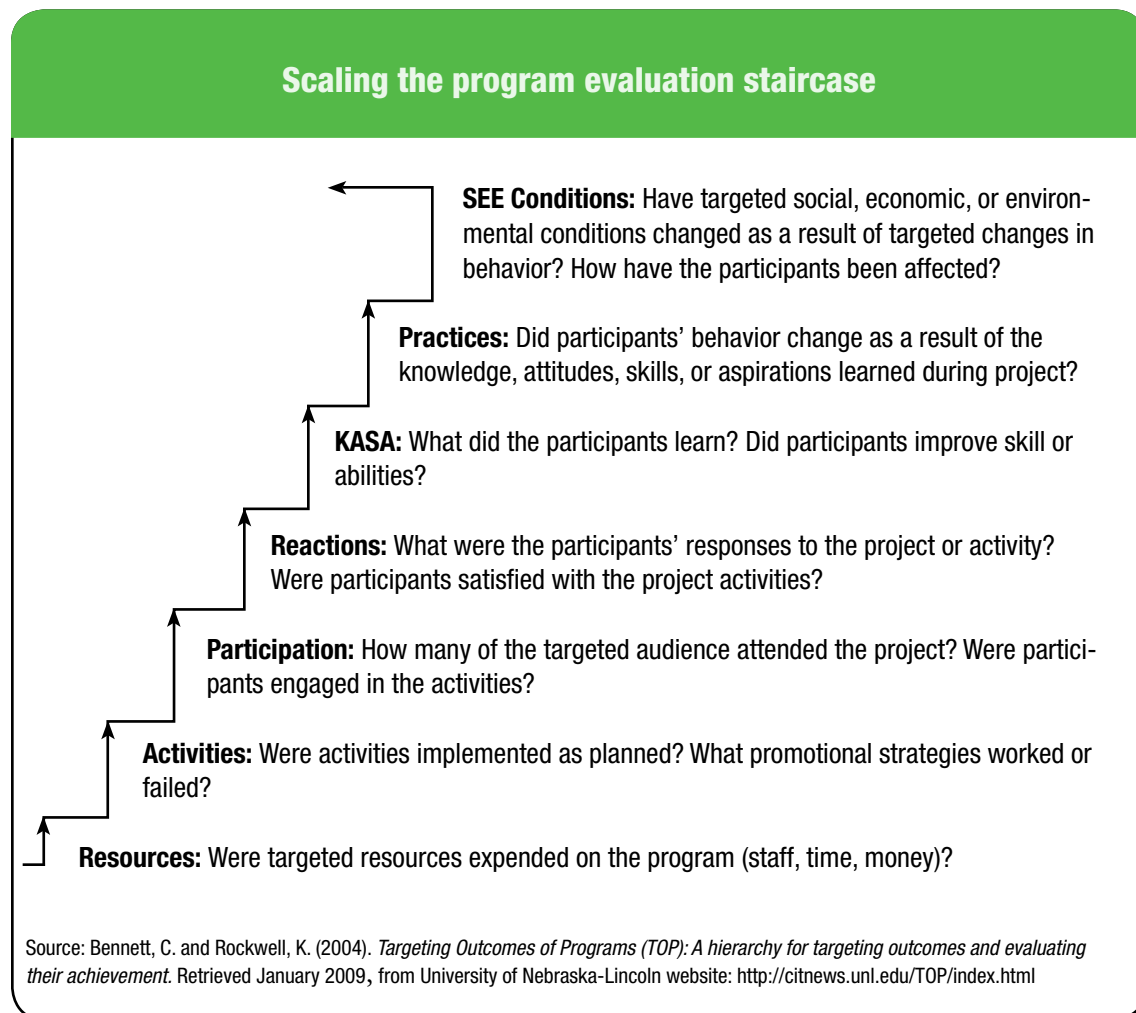 Scaling the program evaluation staircase
SEE Conditions: Have targeted social, economic, or environ-
mental conditions changed as a result of targeted changes in
behavior? How have the participants been affected?
Practices: Did participants’ behavior change as a result of the
knowledge, attitudes, skills, or aspirations learned during project?
KASA: What did the participants learn? Did participants improve skill or
abilities?
Reactions: What were the participants’ responses to the project or activity?
Were participants satisfied with the project activities?
Participation: How many of the targeted audience attended the project? Were partici-
pants engaged in the activities?
Activities: Were activities implemented as planned? What promotional strategies worked or
failed?
Resources: Were targeted resources expended on the program (staff, time, money)?
Source: Bennett, C. and Rockwell, K. (2004). Targeting Outcomes of Programs (TOP): A hierarchy for targeting outcomes and evaluating
their achievement. Retrieved January 2009, from University of Nebraska-Lincoln website: http://citnews.unl.edu/TOP/index.html